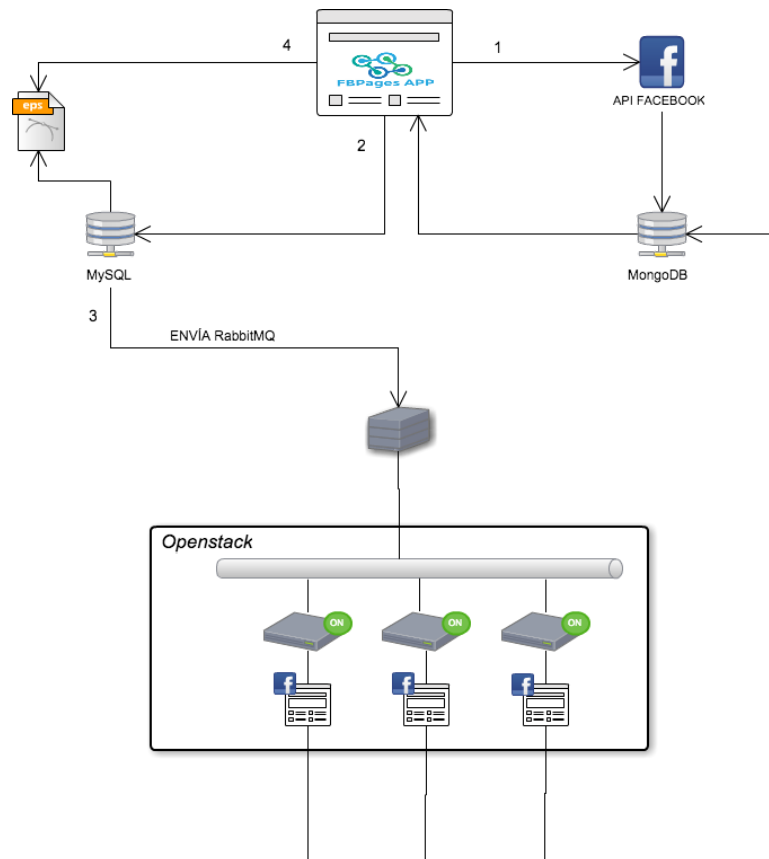 4
1
FBPages APP
API FACEBOOK
eps
2
MySQL
MongoDB
3
ENVÍA RabbitMQ
Openstack
ON
ON
ON